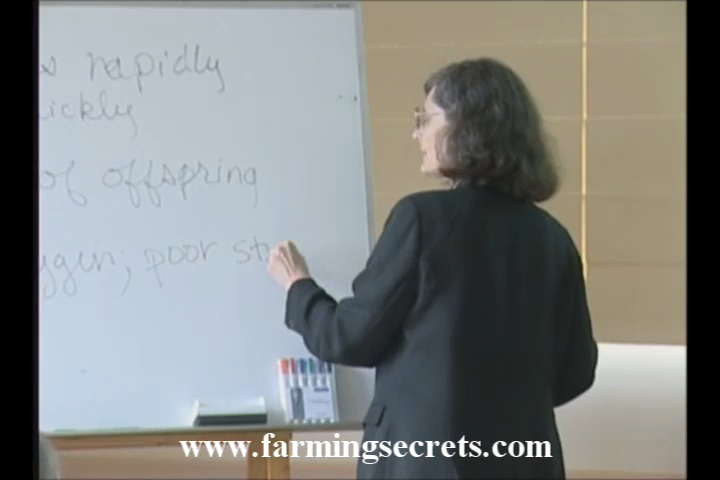 rapidly
ickly
of offspring
ygen; poor st
www.farmingsecrets.com